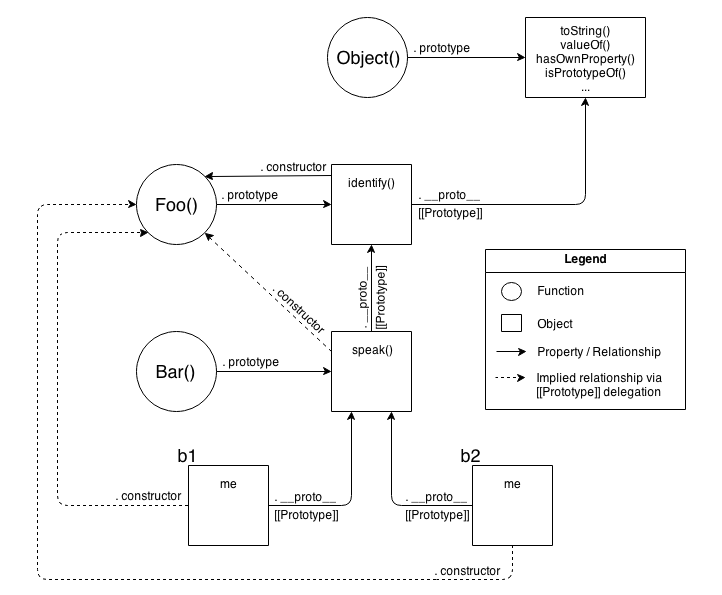 Object()
. prototype
toString()
valueOf()
hasOwnProperty()
isPrototypeOf()
...
Foo()
. constructor
. prototype
identify()
. __proto__
[[Prototype]]
. constructor
. __proto__
[[Prototype]]
Legend
Function
Object
Property / Relationship
Implied relationship via
[[Prototype]] delegation
Bar()
. prototype
speak()
b1
me
. constructor
. __proto__
[[Prototype]]
b2
me
. __proto__
[[Prototype]]
. constructor